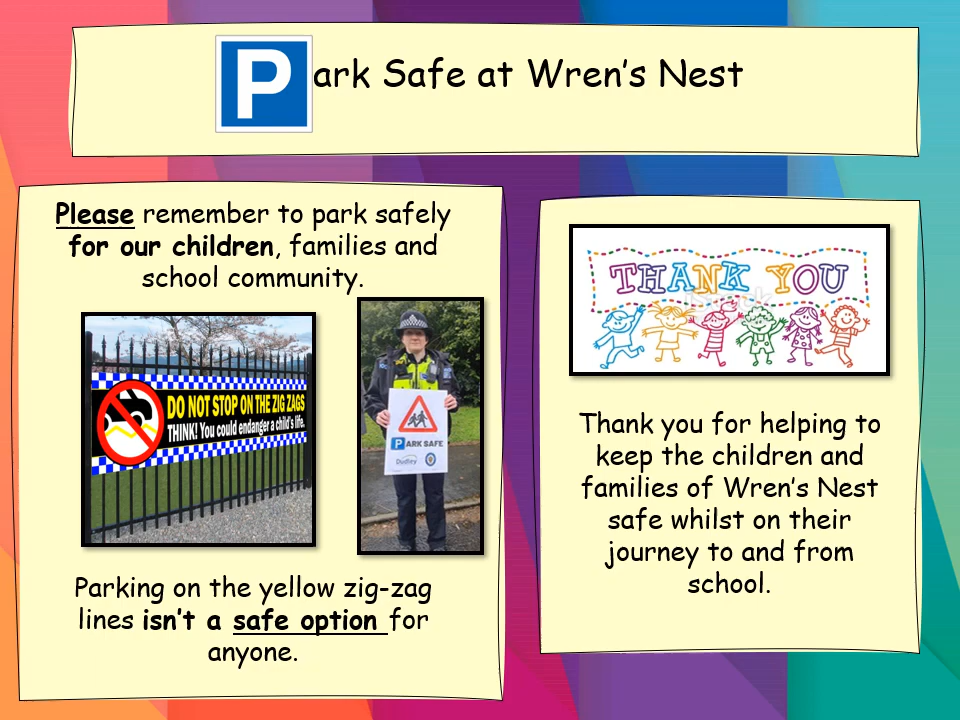 Park Safe at Wren's Nest
Please remember to park safely
for our children, families and
school community.
DO NOT STOP ON THE ZIG ZAGS
THINK! You could endanger a child's life.
PARK SAFE
Dudley
Parking on the yellow zig-zag
lines isn't a safe option for
anyone.
THANK YOU
iStock
Thank you for helping to
keep the children and
families of Wren's Nest
safe whilst on their
journey to and from
school.